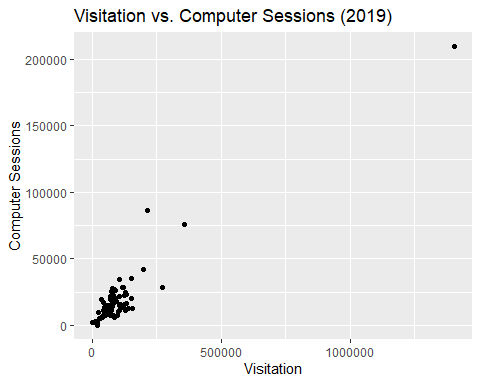 Visitation vs. Computer Sessions (2019)
200000
150000
100000
50000
0
Computer Sessions
0 500000 1000000
Visitation